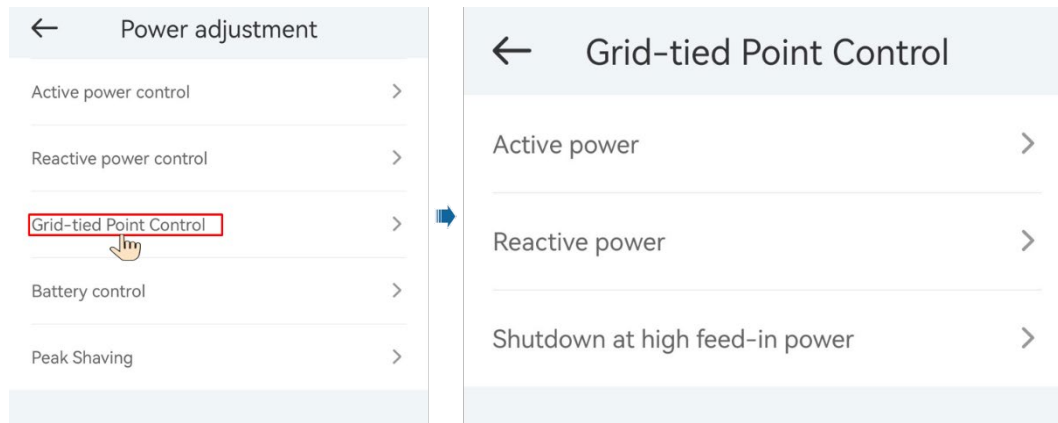 Power adjustment
Active power control
Reactive power control
Grid-tied Point Control
Battery control
Peak Shaving
Grid-tied Point Control
Active power
Reactive power
Shutdown at high feed-in power